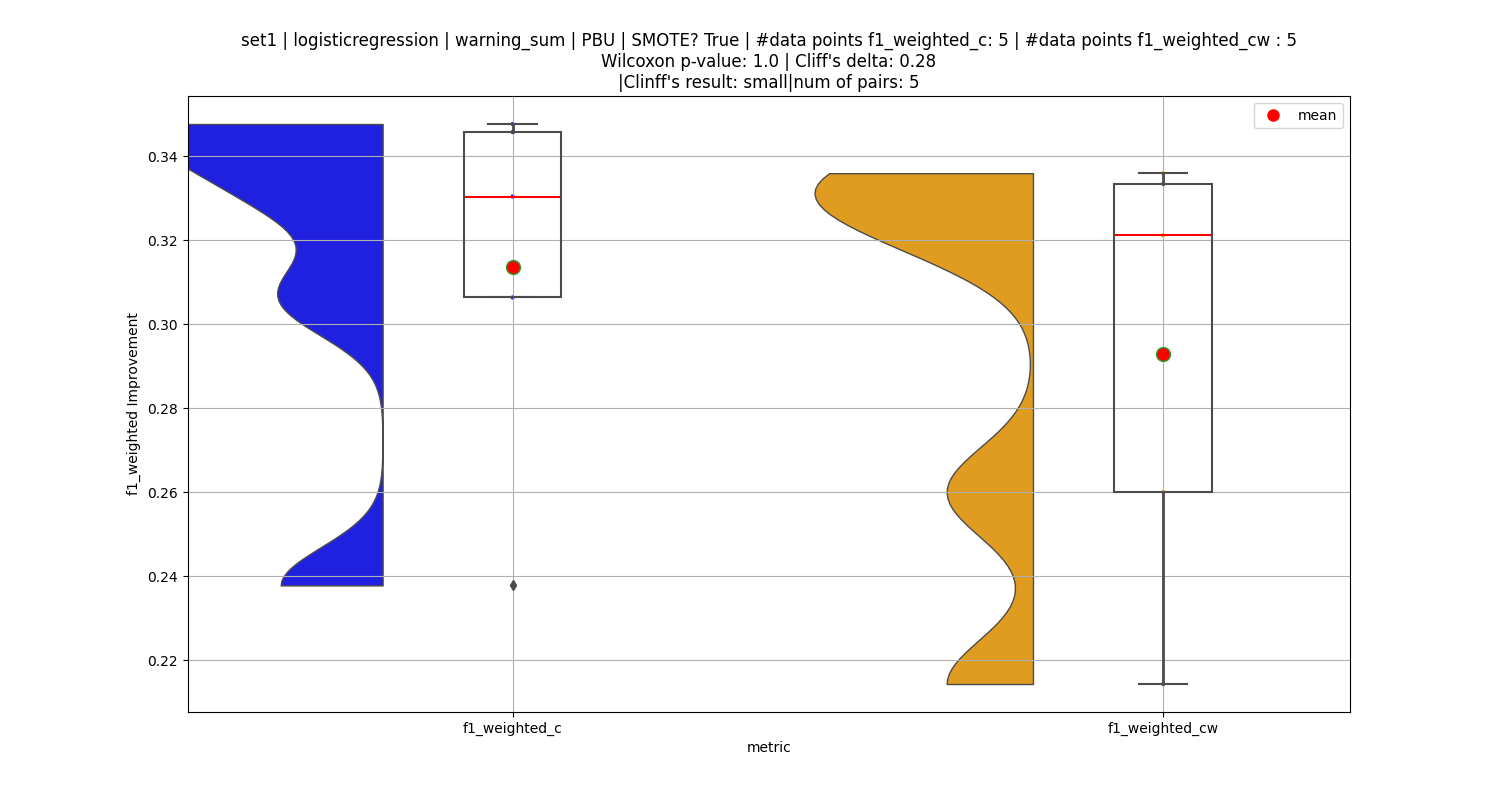 set1 | logisticregression | warning_sum | PBU | SMOTE? True | #data points f1_weighted_c: 5 | #data points f1_weighted_cw : 5
Wilcoxon p-value: 1.0 | Cliff's delta: 0.28
|Clinff's result: small|num of pairs: 5
mean
0.34
0.32
0.30
0.28
0.26
0.24
0.22
f1_weighted Improvement
f1_weighted_c
f1_weighted_cw
metric